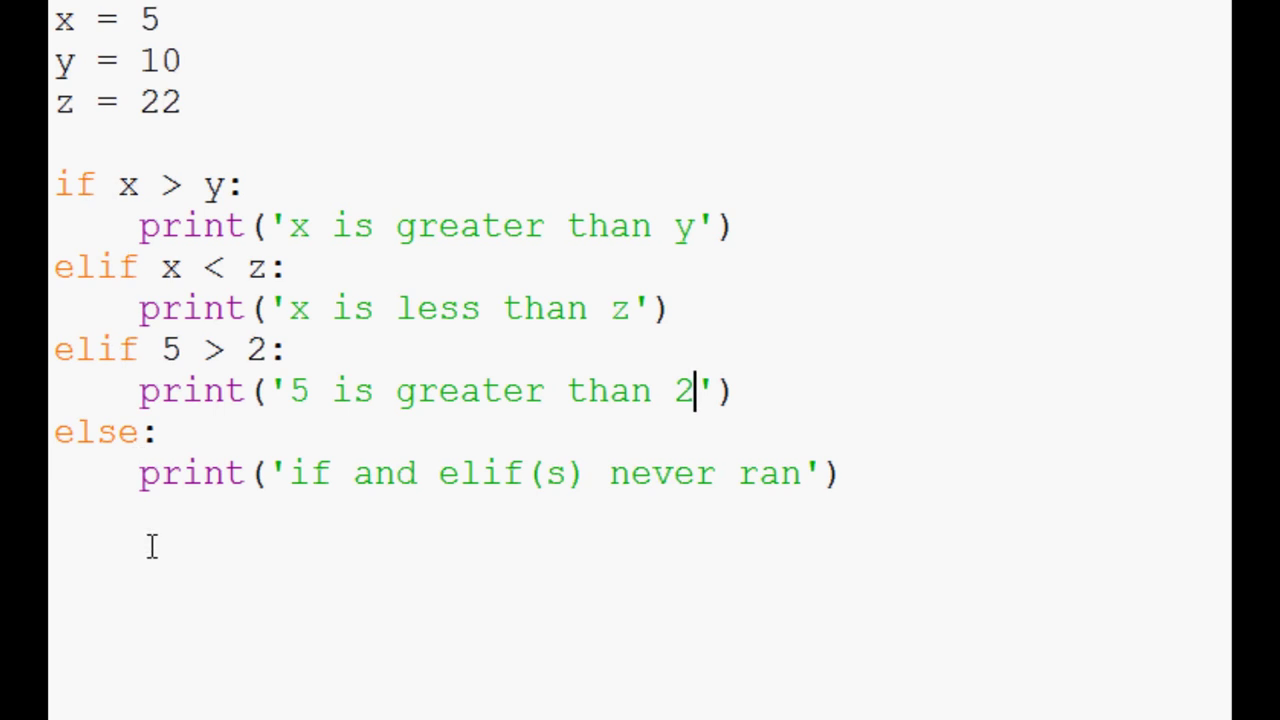 x = 5
y = 10
z = 22

if x > y:
    print('x is greater than y')
elif x < z:
    print('x is less than z')
elif 5 > 2:
    print('5 is greater than 2')
else:
    print('if and elif(s) never ran')